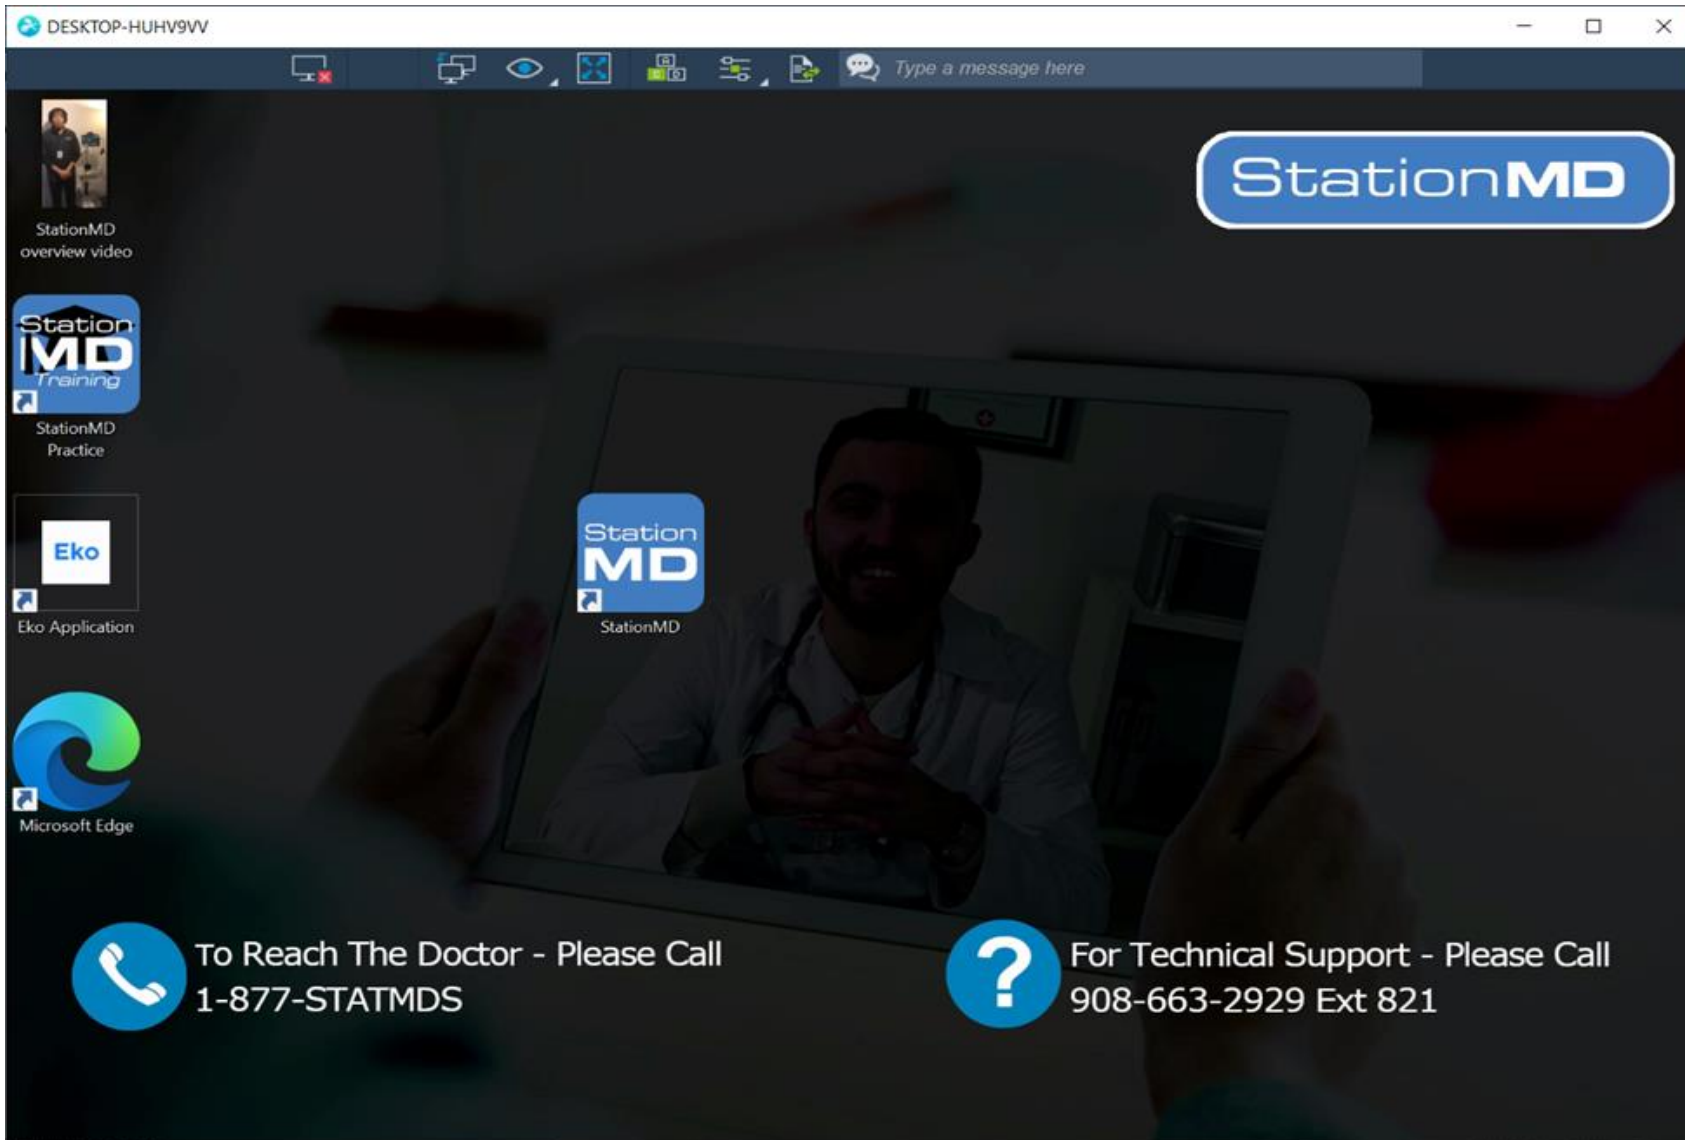 DESKTOP-HUHV9VV
Type a message here
StationMD
overview video
StationMD
Station
MD
Training
StationMD
Practice
Eko
Eko Application
Station
MD
StationMD
Microsoft Edge
To Reach The Doctor - Please Call
1-877-STATMDS
For Technical Support - Please Call
908-663-2929 Ext 821